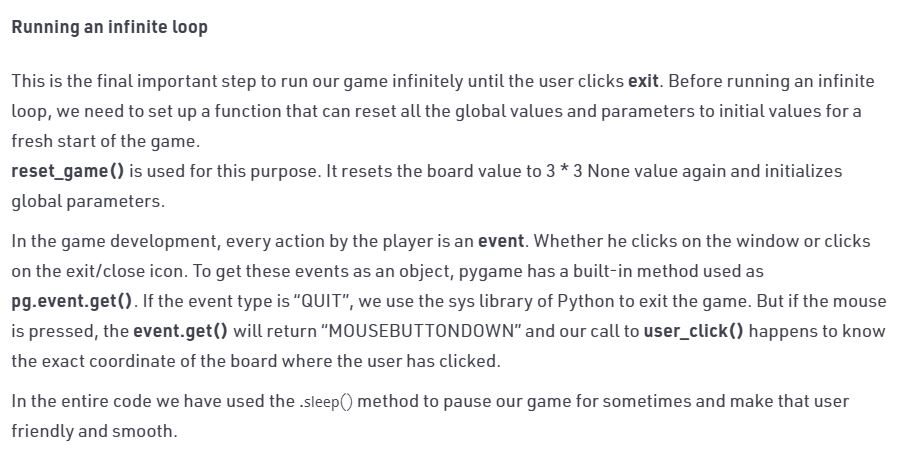 Running an infinite loop
This is the final important step to run our game infinitely until the user clicks exit. Before running an infinite
loop, we need to set up a function that can reset all the global values and parameters to initial values for a
fresh start of the game.
reset_game() is used for this purpose. It resets the board value to 3 * 3 None value again and initializes
global parameters.
In the game development, every action by the player is an event. Whether he clicks on the window or clicks
on the exit/close icon. To get these events as an object, pygame has a built-in method used as
pg.event.get(). If the event type is “QUIT”, we use the sys library of Python to exit the game. But if the mouse
is pressed, the event.get() will return “MOUSEBUTTONDOWN” and our call to user_click() happens to know
the exact coordinate of the board where the user has clicked.
In the entire code we have used the .sleep() method to pause our game for sometimes and make that user
friendly and smooth.